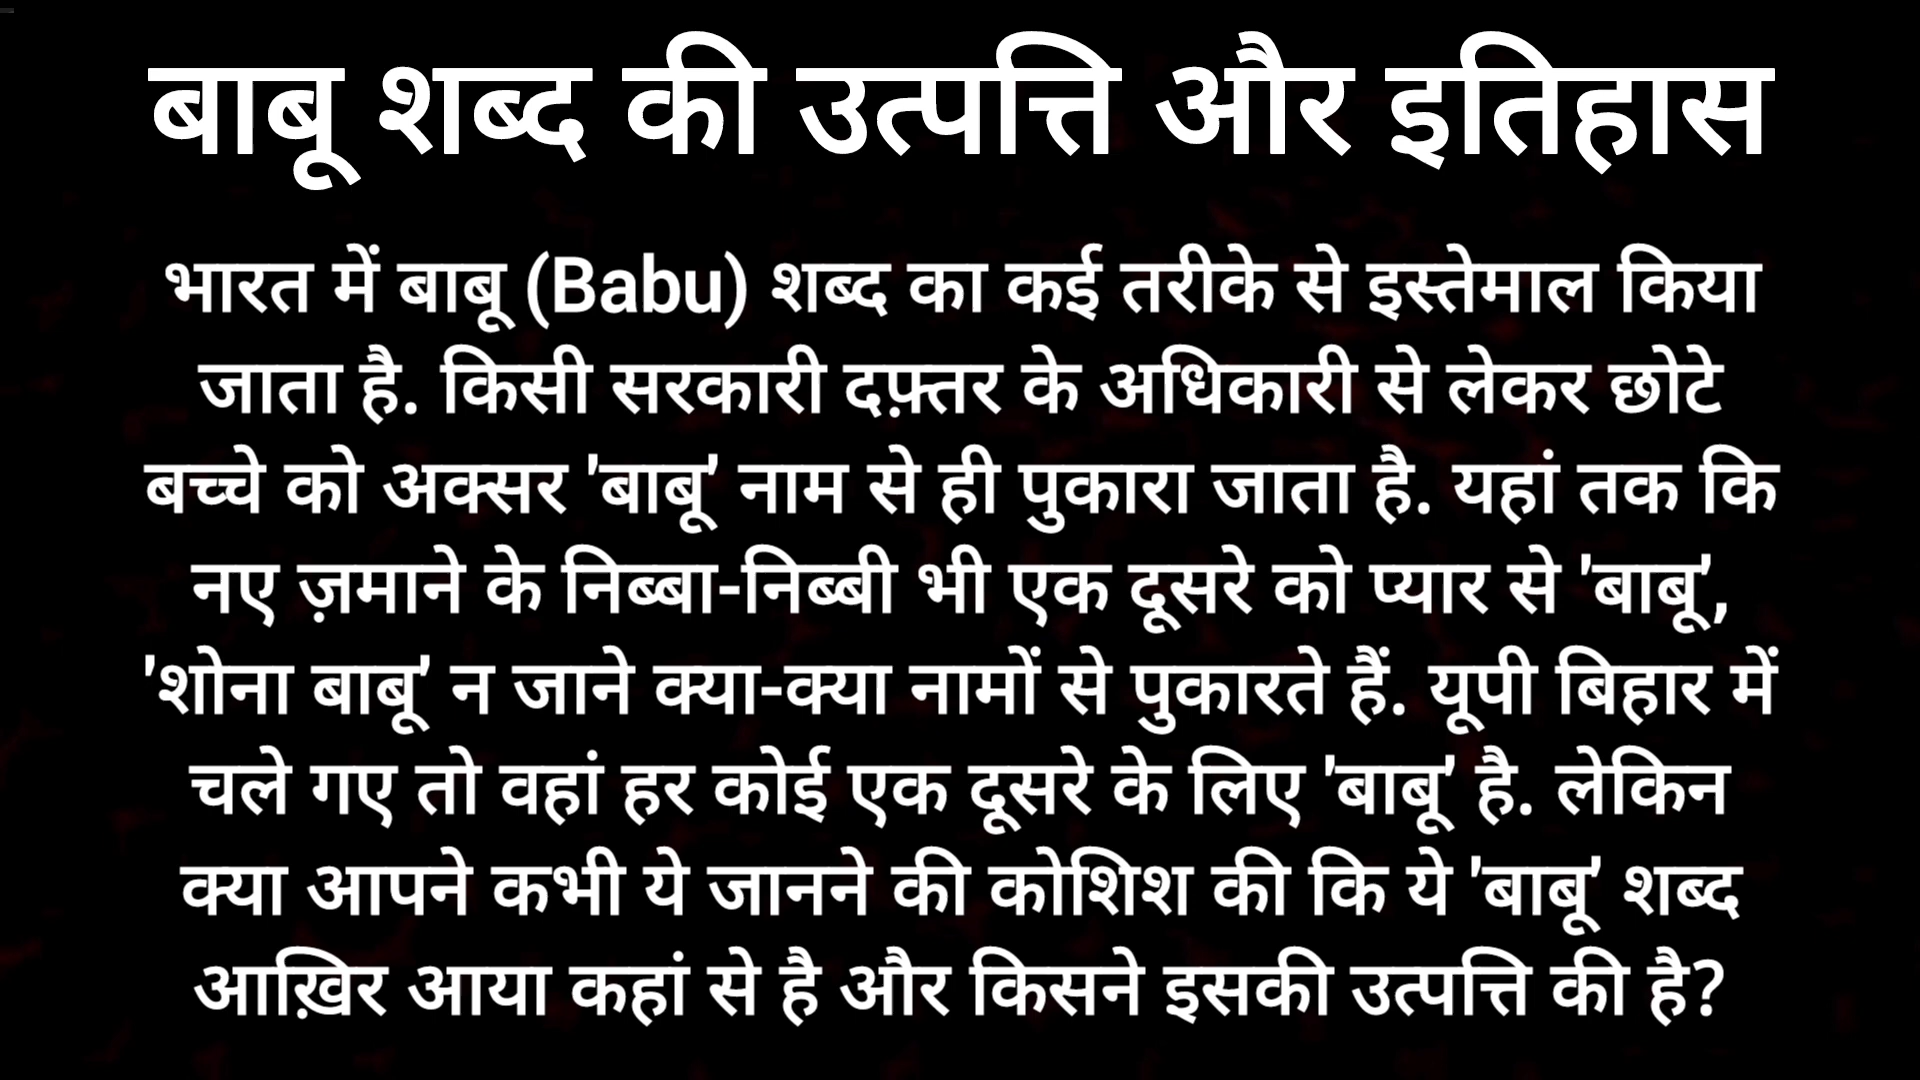 बाबू शब्द की उत्पत्ति और इतिहास
भारत में बाबू (Babu) शब्द का कई तरीके से इस्तेमाल किया
जाता है. किसी सरकारी दफ़्तर के अधिकारी से लेकर छोटे
बच्चे को अक्सर 'बाबू' नाम से ही पुकारा जाता है. यहां तक कि
नए ज़माने के निब्बा-निब्बी भी एक दूसरे को प्यार से 'बाबू',
'शोना बाबू' न जाने क्या-क्या नामों से पुकारते हैं. यूपी बिहार में
चले गए तो वहां हर कोई एक दूसरे के लिए 'बाबू' है. लेकिन
क्या आपने कभी ये जानने की कोशिश की कि ये 'बाबू' शब्द
आख़िर आया कहां से है और किसने इसकी उत्पत्ति की है?